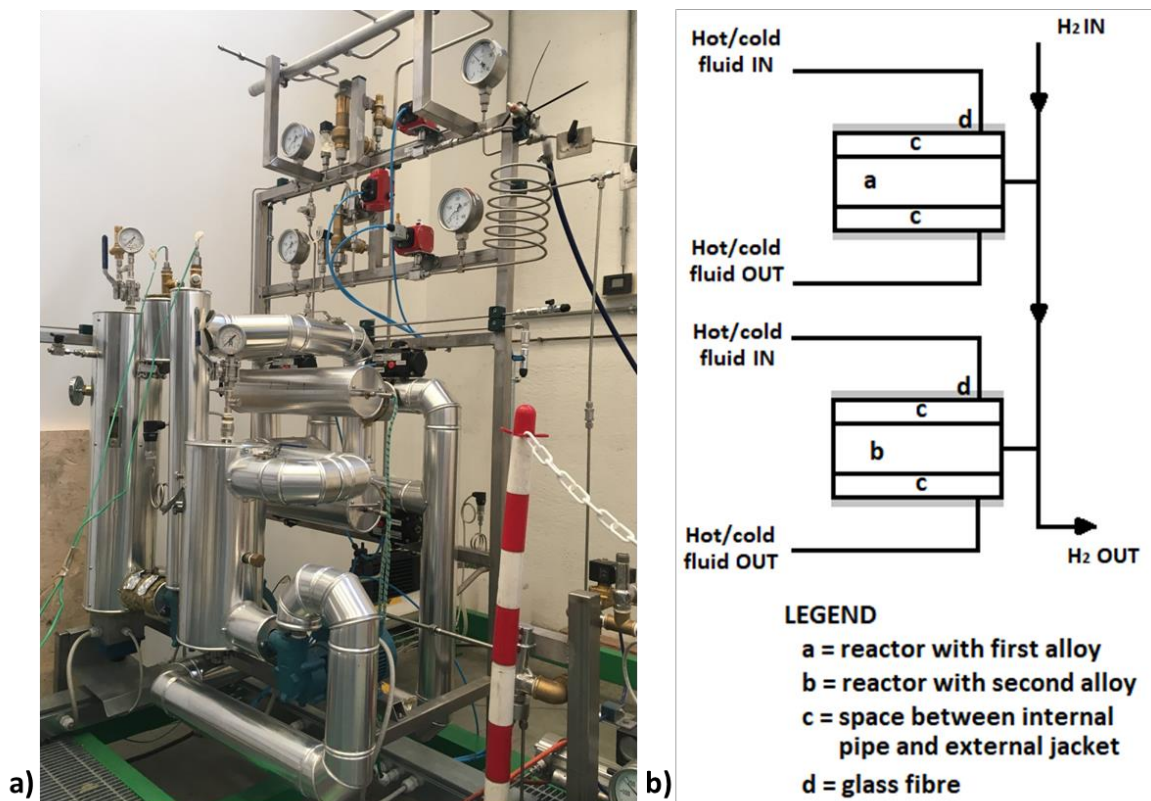 a)
Hot/cold
fluid IN
H2 IN
d
c
a
c
Hot/cold
fluid OUT
Hot/cold
fluid IN
d
c
b
c
Hot/cold
fluid OUT
H2 OUT
LEGEND
a = reactor with first alloy
b = reactor with second alloy
c = space between internal
pipe and external jacket
d = glass fibre
b)